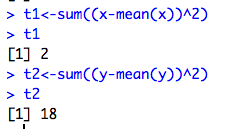 > t1<-sum((x-mean(x))^2)
> t1
[1] 2
> t2<-sum((y-mean(y))^2)
> t2
[1] 18